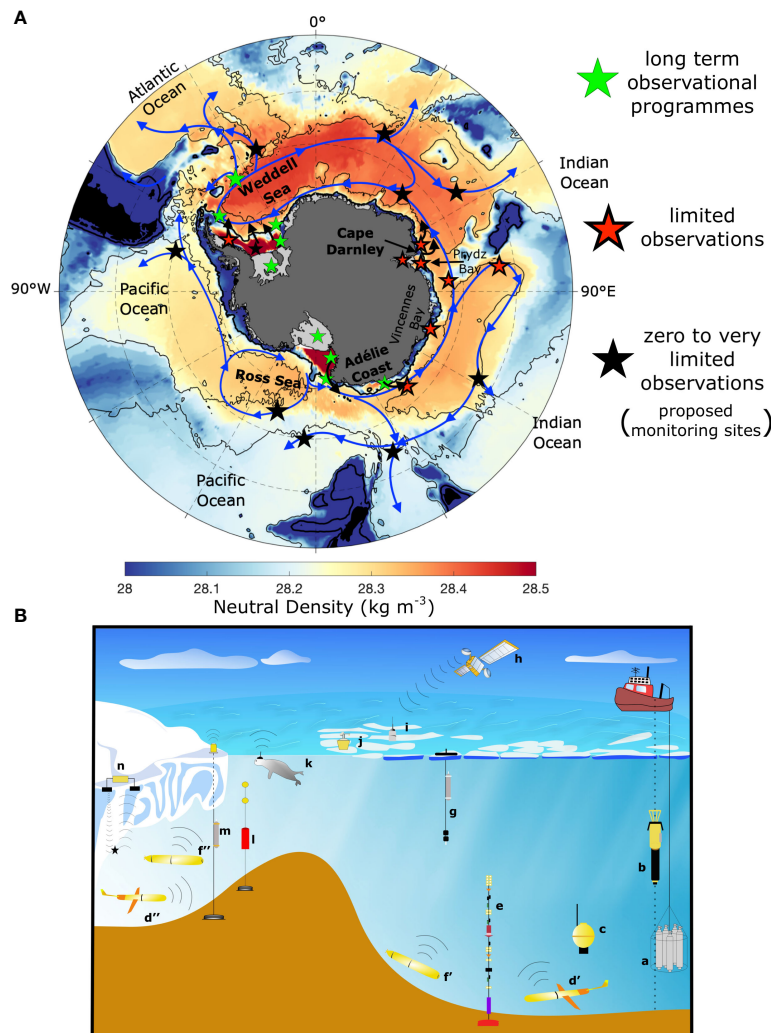 A
0°
Atlantic
Ocean
Weddell
Sea
Indian
Ocean
Cape
Darnley
Prydz
Bay
90°W
90°E
Pacific
Ocean
Vincennes
Bay
Adélie
Coast
Ross Sea
Indian
Ocean
Pacific
Ocean
long term
observational
programmes
limited
observations
zero to very
limited
observations
(proposed
monitoring sites)
28
28.1
28.2
28.3
28.4
28.5
Neutral Density (kg m⁻³)
B
h
i
j
k
n
g
m
l
f''
b
d''
e
c
a
f'
d'